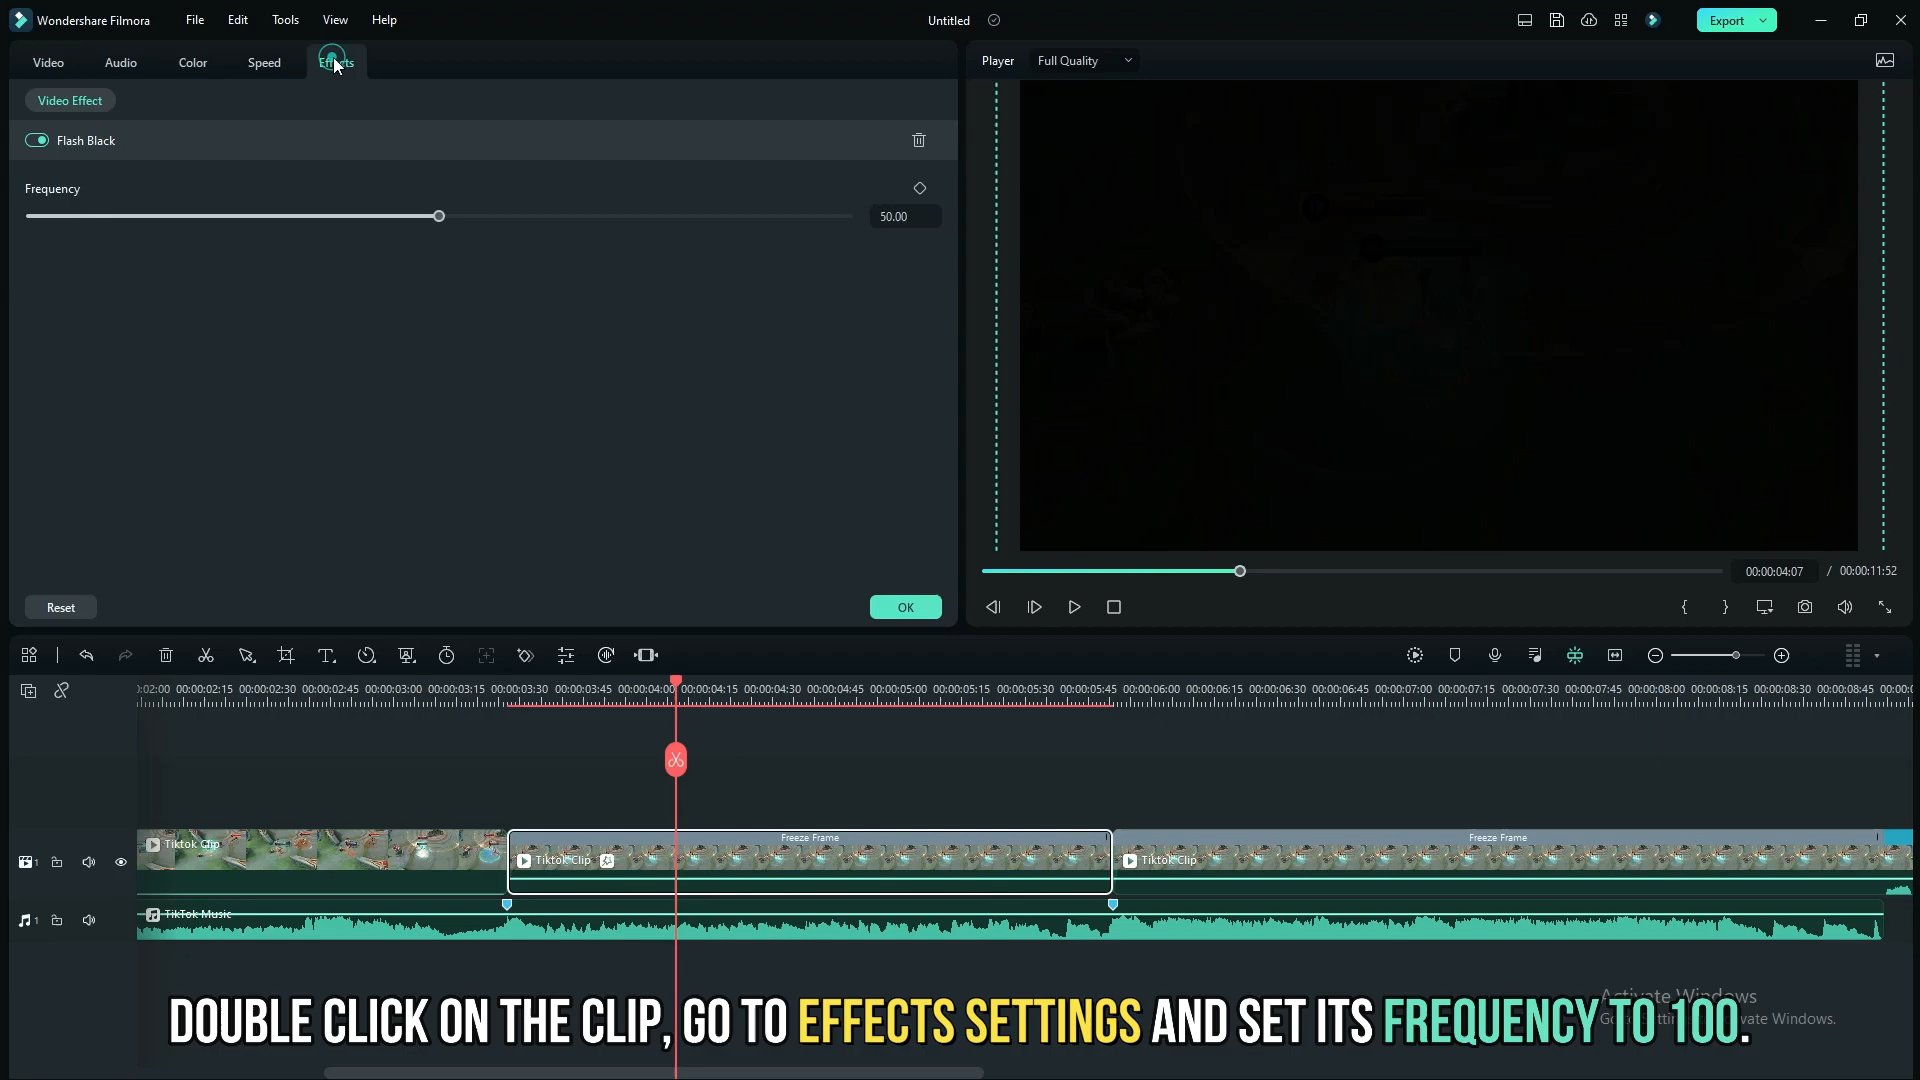 Wondershare Filmora File Edit Tools View Help Untitled Export
Video Audio Color Speed Effects
Player Full Quality
Video Effect
Flash Black
Frequency
50.00
00:00:04:07 / 00:00:11:52
Reset OK
0:02:00 00:00:02:15 00:00:02:30 00:00:02:45 00:00:03:00 00:00:03:15 00:00:03:30 00:00:03:45 00:00:04:00 00:00:04:15 00:00:04:30 00:00:04:45 00:00:05:00 00:00:05:15 00:00:05:30 00:00:05:45 00:00:06:00 00:00:06:15 00:00:06:30 00:00:06:45 00:00:07:00 00:00:07:15 00:00:07:30 00:00:07:45 00:00:08:00 00:00:08:15 00:00:08:30 00:00:08:45 00:00:0
Freeze Frame Freeze Frame
Tiktok Clip Tiktok Clip Tiktok Clip
1
1 TikTok Music
Activate Windows
DOUBLE CLICK ON THE CLIP, GO TO EFFECTS SETTINGS AND SET ITS FREQUENCY TO 100.